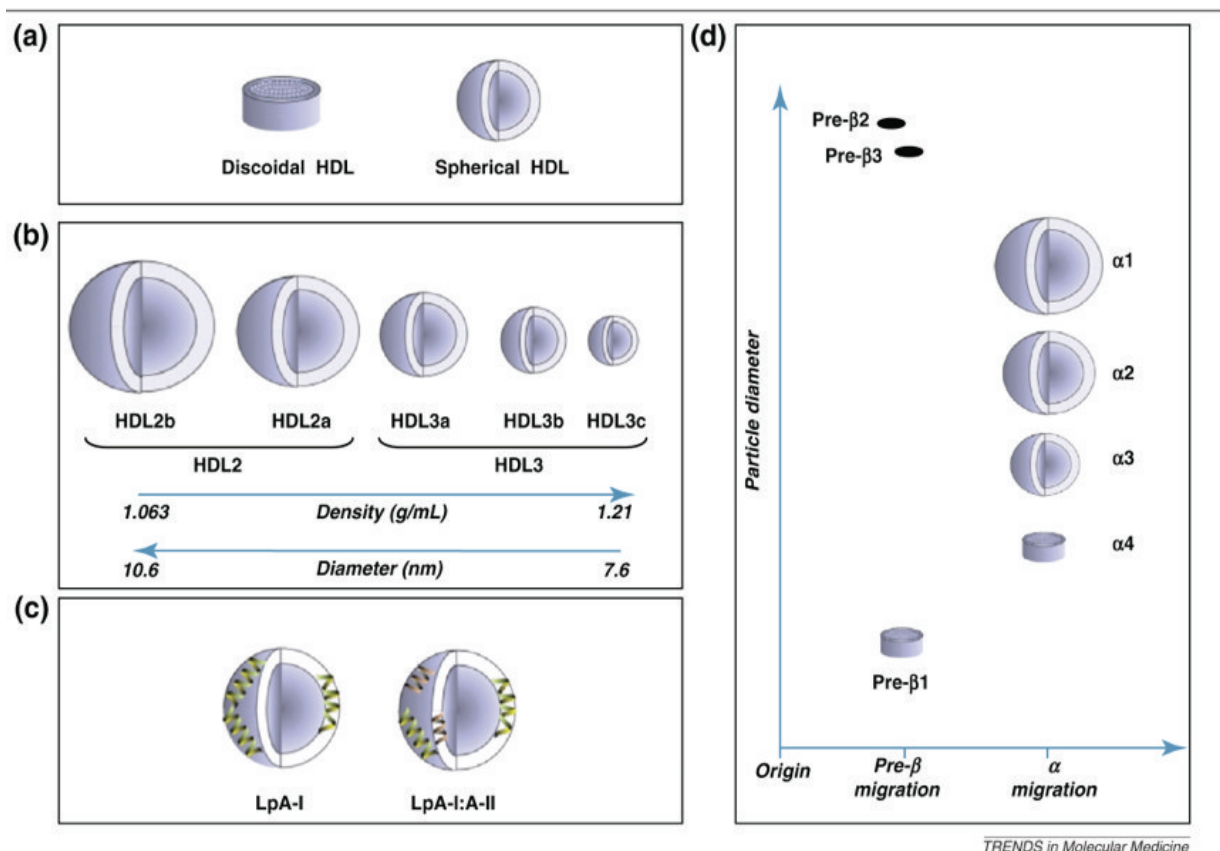 (a)
Discoidal HDL
Spherical HDL
(b)
HDL2b
HDL2a
HDL3a
HDL3b
HDL3c
HDL2
HDL3
1.063
Density (g/mL)
1.21
10.6
Diameter (nm)
7.6
(c)
LpA-I
LpA-I:A-II
(d)
Particle diameter
Pre-β2
Pre-β3
α1
α2
α3
α4
Pre-β1
Origin
Pre-β
migration
α
migration
TRENDS in Molecular Medicine